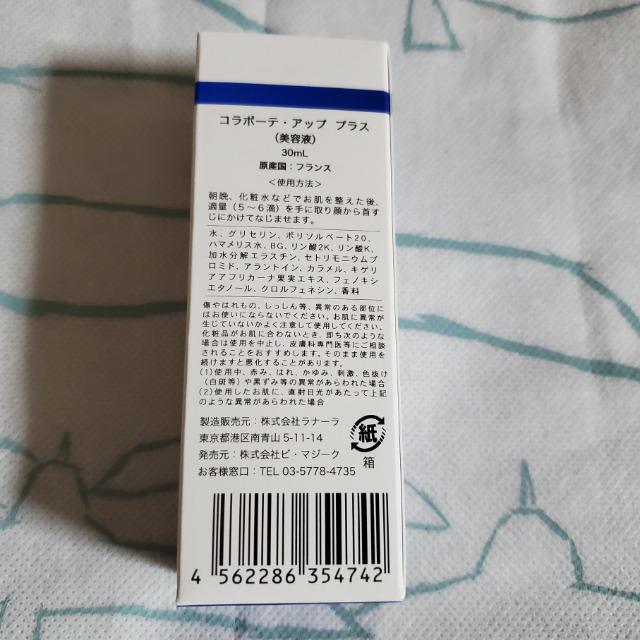 コラボーテ・アップ プラス
(美容液)
30mL
原産国:フランス
<使用方法>
朝晩、化粧水などでお肌を整えた後、
適量(5〜6滴)を手に取り顔から首す
じにかけてなじませます。
水、グリセリン、ポリソルベート20、
ハマメリス水、BG、リン酸2K、リン酸K、
加水分解エラスチン、セトリモニウムブ
ロミド、アラントイン、カラメル、キゲリ
アアフリカーナ果実エキス、フェノキシ
エタノール、クロルフェネシン、香料
傷やはれもの、しっしん等、異常のある部位に
はお使いにならないでください。お肌に異常が
生じていないかよく注意して使用してください。
化粧品がお肌に合わないとき、即ち次のような
場合は使用を中止し、皮膚科専門医等にご相談
されることをおすすめします。そのまま使用を
続けますと悪化することがあります。
(1)使用中、赤み、はれ、かゆみ、刺激、色抜け
(白斑等)や黒ずみ等の異常があらわれた場合
(2)使用したお肌に、直射日光があたって上記
のような異常があらわれた場合
製造販売元:株式会社ラナーラ
東京都港区南青山 5-11-14
発売元:株式会社ビ・マジーク
お客様窓口:TEL 03-5778-4735
紙
箱
4 562286 354742